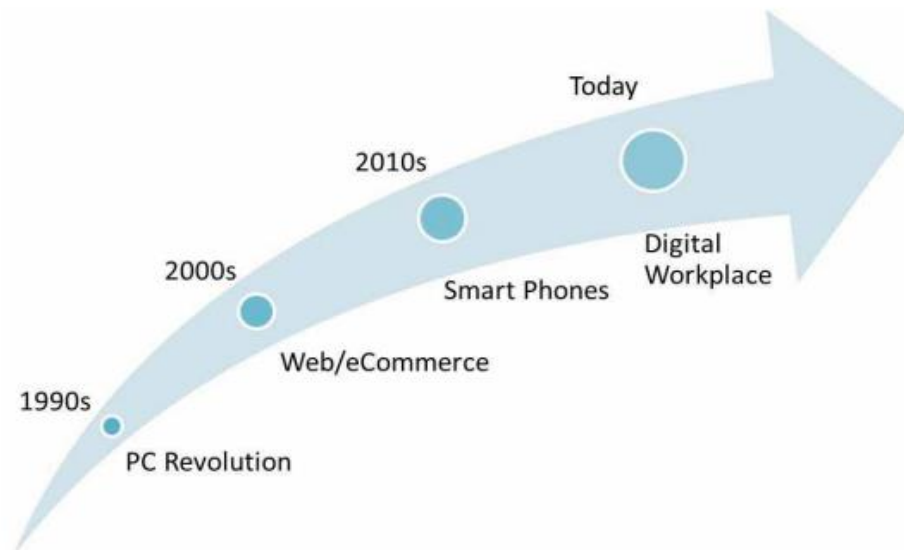 Today
2010s
2000s
Digital
Workplace
Smart Phones
Web/eCommerce
1990s
PC Revolution